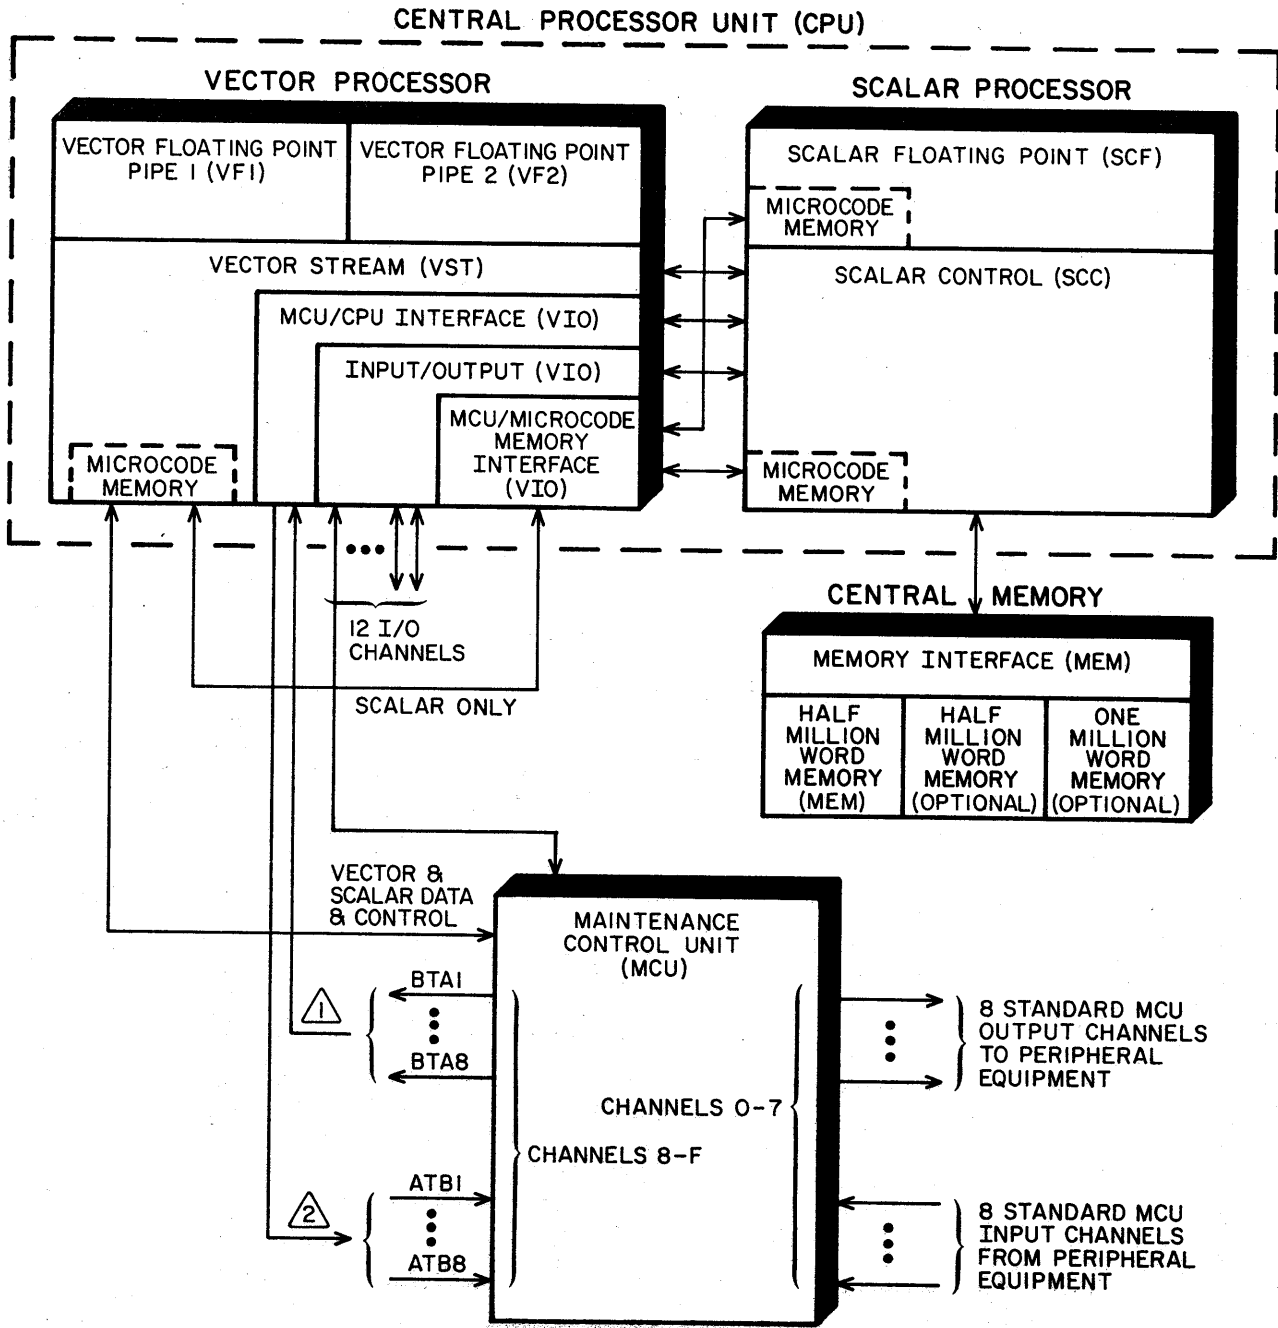 CENTRAL PROCESSOR UNIT (CPU)
VECTOR PROCESSOR
VECTOR FLOATING POINT
PIPE 1 (VF1)
VECTOR FLOATING POINT
PIPE 2 (VF2)
VECTOR STREAM (VST)
MCU/CPU INTERFACE (VIO)
INPUT/OUTPUT (VIO)
MCU/MICROCODE
MEMORY
INTERFACE
(VIO)
MICROCODE
MEMORY
SCALAR PROCESSOR
SCALAR FLOATING POINT (SCF)
MICROCODE
MEMORY
SCALAR CONTROL (SCC)
MICROCODE
MEMORY
12 I/O
CHANNELS
SCALAR ONLY
CENTRAL MEMORY
MEMORY INTERFACE (MEM)
HALF
MILLION
WORD
MEMORY
(MEM)
HALF
MILLION
WORD
MEMORY
(OPTIONAL)
ONE
MILLION
WORD
MEMORY
(OPTIONAL)
VECTOR &
SCALAR DATA
& CONTROL
MAINTENANCE
CONTROL UNIT
(MCU)
1
BTA1
BTA8
CHANNELS 0-7
CHANNELS 8-F
2
ATB1
ATB8
8 STANDARD MCU
OUTPUT CHANNELS
TO PERIPHERAL
EQUIPMENT
8 STANDARD MCU
INPUT CHANNELS
FROM PERIPHERAL
EQUIPMENT